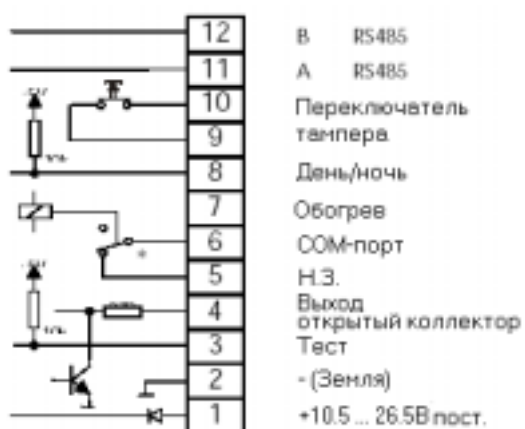 12 B RS485
11 A RS485
10 Переключатель
9 тампера
8 День/ночь
7 Обогрев
6 COM-порт
5 Н.З.
4 Выход
открытый коллектор
3 Тест
2 - (Земля)
1 +10.5 ... 26.5В пост.